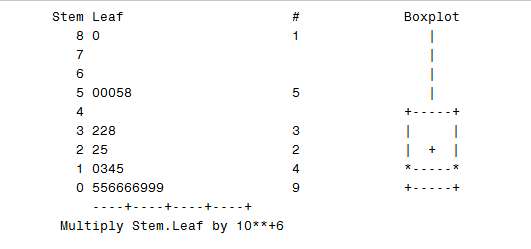 Stem Leaf                     #             Boxplot
   8 0                        1                |
   7                                           |
   6                                           |
   5 00058                    5                |
   4                                        +-----+
   3 228                      3             |     |
   2 25                       2             |  +  |
   1 0345                     4             *-----*
   0 556666999                9             +-----+
     ----+----+----+----+
 Multiply Stem.Leaf by 10**+6